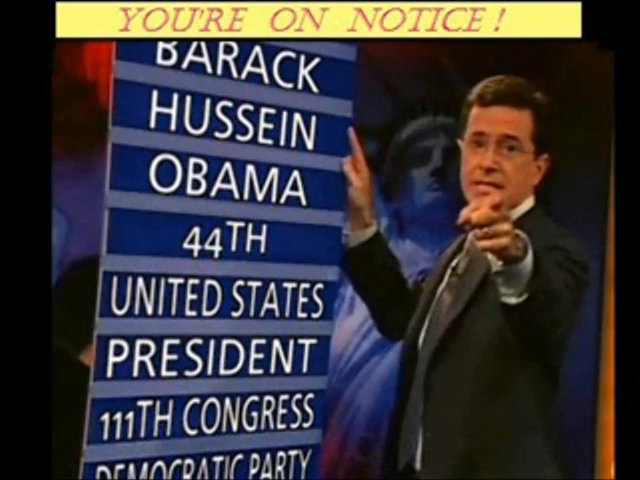 YOU'RE ON NOTICE!
BARACK
HUSSEIN
OBAMA
44TH
UNITED STATES
PRESIDENT
111TH CONGRESS
DEMOCRATIC PARTY